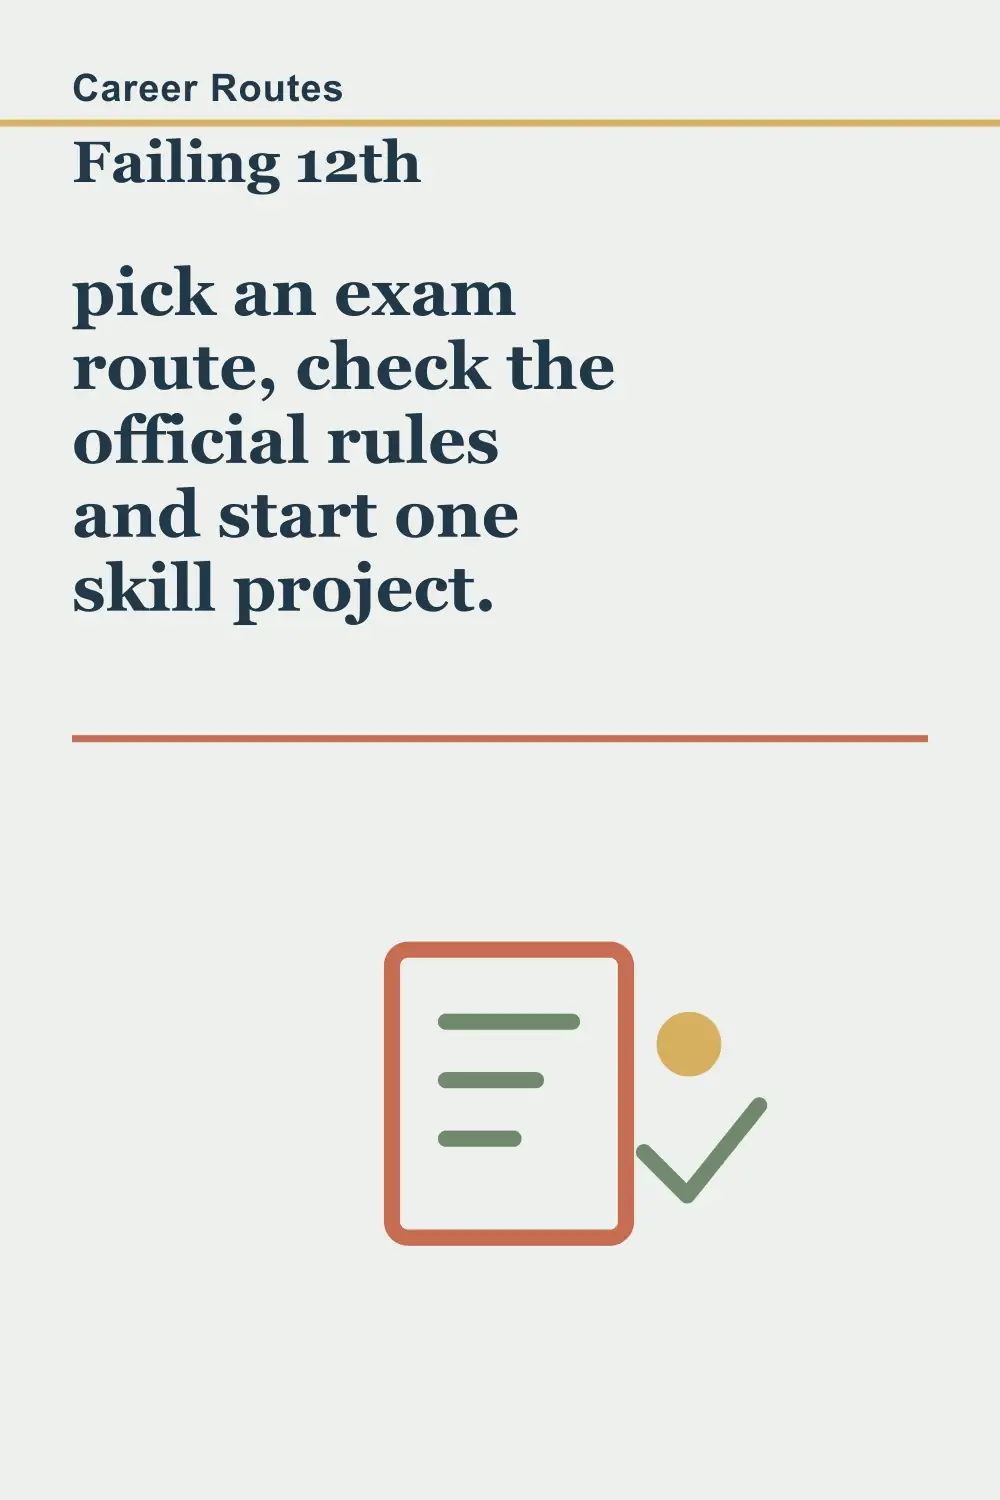 Career Routes
Failing 12th
pick an exam
route, check the
official rules
and start one
skill project.